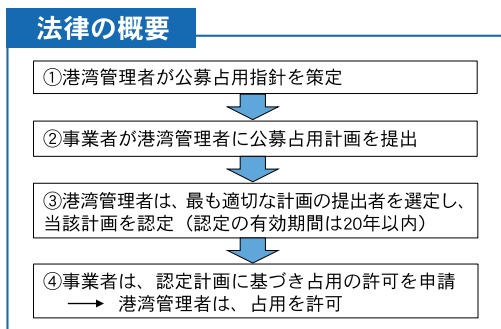 法律の概要
①港湾管理者が公募占用指針を策定
②事業者が港湾管理者に公募占用計画を提出
③港湾管理者は、最も適切な計画の提出者を選定し、
当該計画を認定（認定の有効期間は20年以内）
④事業者は、認定計画に基づき占用の許可を申請
→ 港湾管理者は、占用を許可